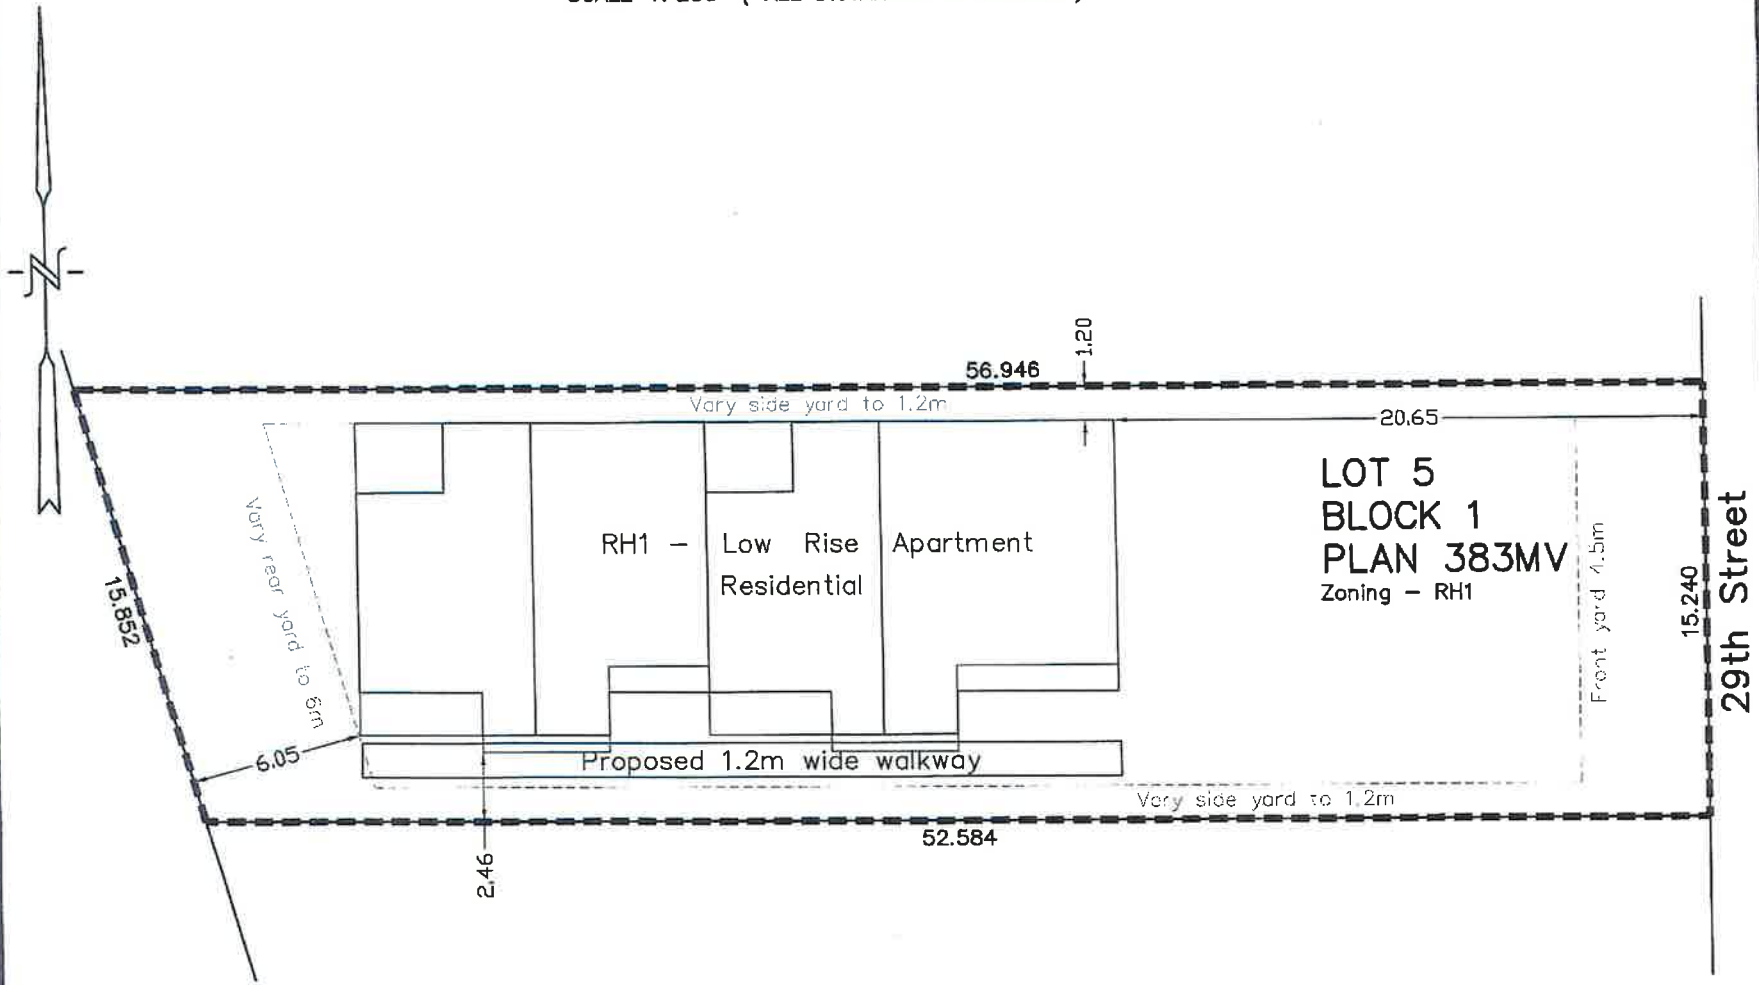 N
1.20
56.946
Vary side yard to 1.2m
20.65
LOT 5
BLOCK 1
PLAN 383MV
Zoning - RH1
RH1 - Low Rise Apartment
Residential
Vary rear yard to 6m
15.852
Front yard 4.5m
15.240
29th Street
6.05
Proposed 1.2m wide walkway
Vary side yard to 1.2m
52.584
2.46